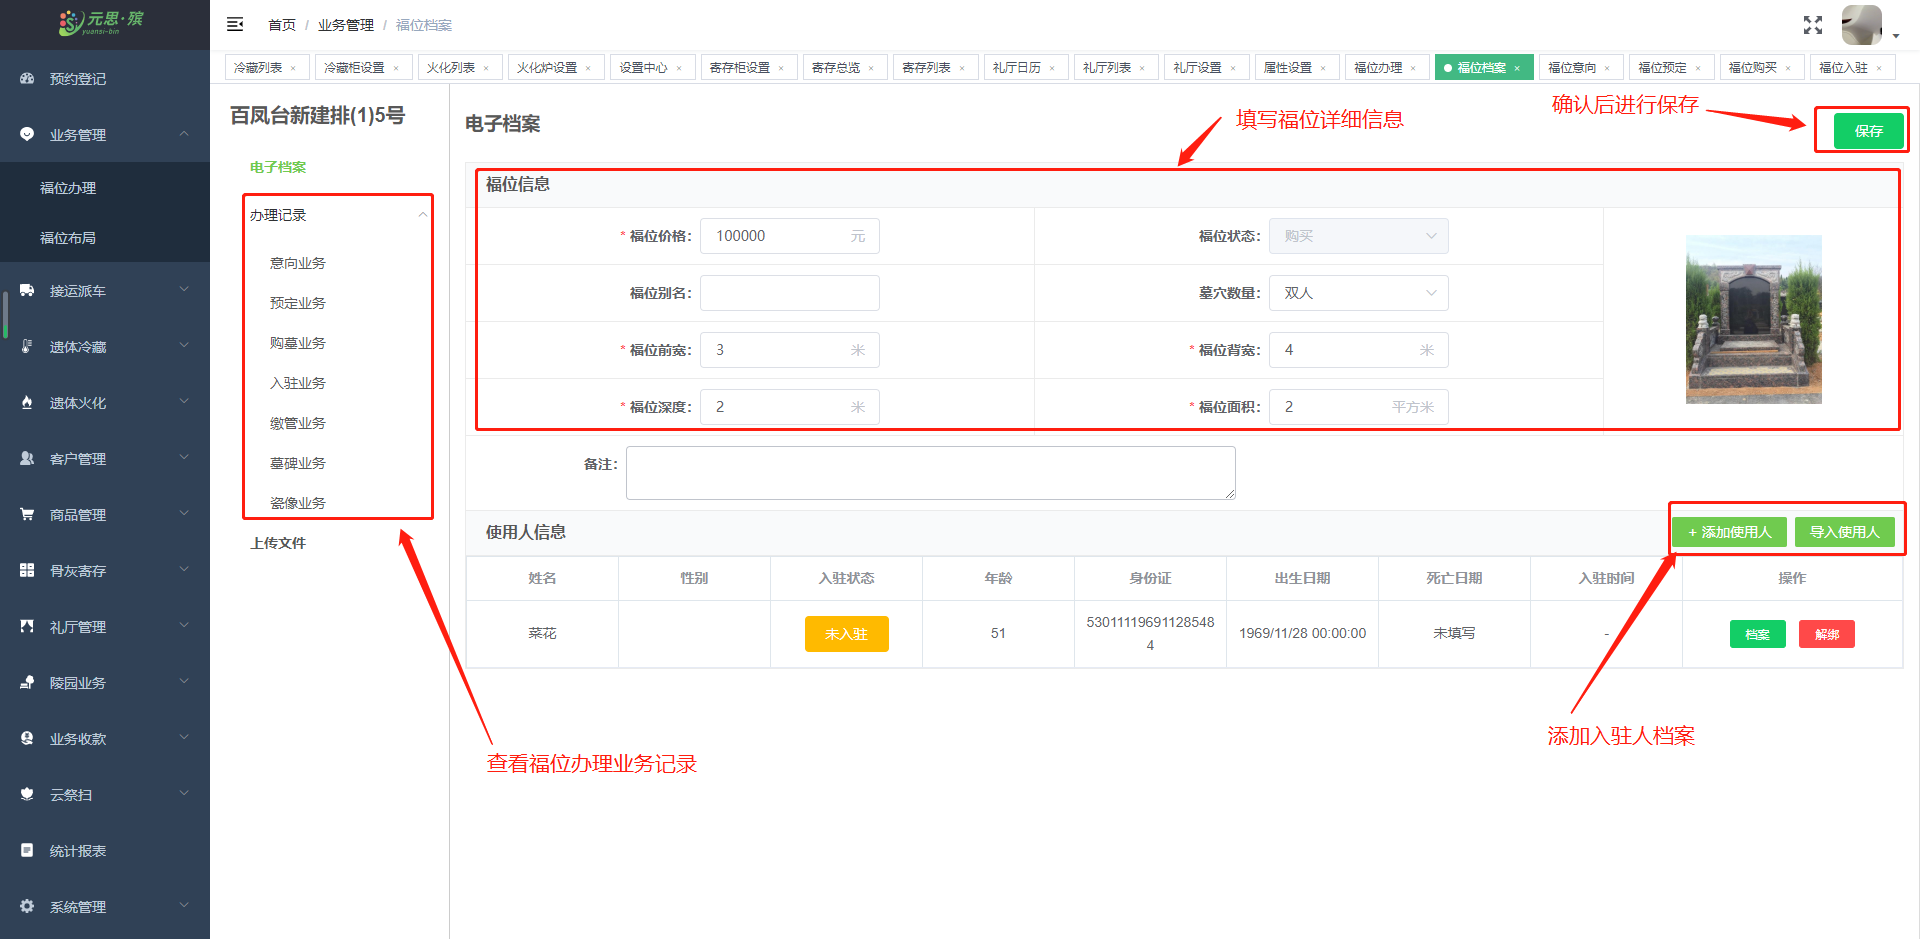 元思·殡
yuansi-bin
首页 / 业务管理 / 福位档案
冷藏列表 × 冷藏柜设置 × 火化列表 × 火化炉设置 × 设置中心 × 寄存柜设置 × 寄存总览 × 寄存列表 × 礼厅日历 × 礼厅列表 × 礼厅设置 × 属性设置 × 福位办理 × 福位档案 × 福位意向 × 福位预定 × 福位购买 × 福位入驻 ×
预约登记
业务管理
福位办理
福位布局
接运派车
遗体冷藏
遗体火化
客户管理
商品管理
骨灰寄存
礼厅管理
陵园业务
业务收款
云祭扫
统计报表
系统管理
百凤台新建排(1)5号
电子档案
办理记录
意向业务
预定业务
购墓业务
入驻业务
缴管业务
墓碑业务
瓷像业务
上传文件
查看福位办理业务记录
电子档案
填写福位详细信息
确认后进行保存
保存
福位信息
* 福位价格: 100000 元
福位状态: 购买
福位别名:
墓穴数量: 双人
* 福位前宽: 3 米
* 福位背宽: 4 米
* 福位深度: 2 米
* 福位面积: 2 平方米
备注:
使用人信息
+ 添加使用人 导入使用人
姓名 性别 入驻状态 年龄 身份证 出生日期 死亡日期 入驻时间 操作
菜花 未入驻 51 53011119691128548
4 1969/11/28 00:00:00 未填写 - 档案 解绑
添加入驻人档案